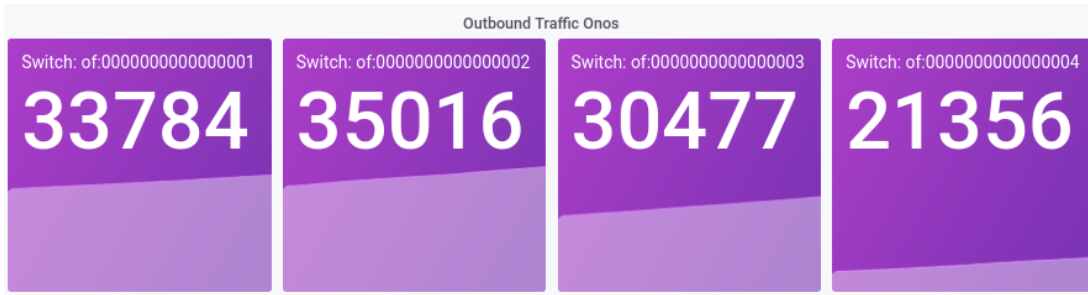 Outbound Traffic Onos
Switch: of:0000000000000001
33784
Switch: of:0000000000000002
35016
Switch: of:0000000000000003
30477
Switch: of:0000000000000004
21356